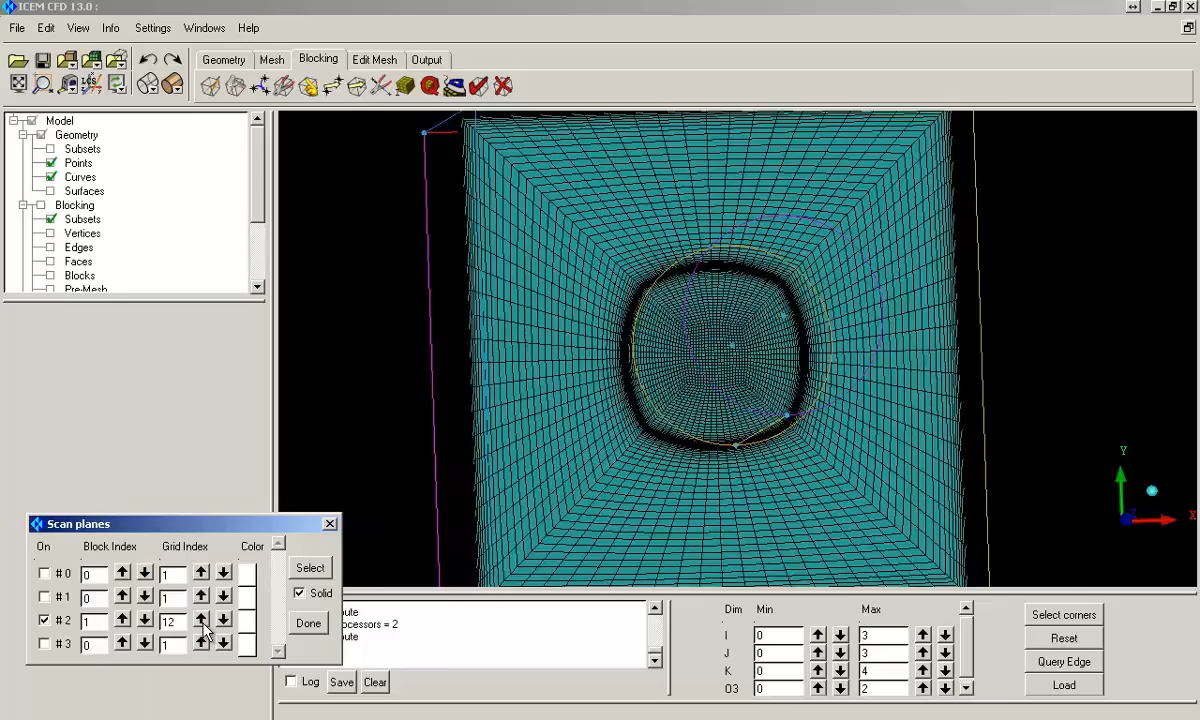 ICEM CFD 13.0 :
File Edit View Info Settings Windows Help
Geometry Mesh Blocking Edit Mesh Output
Model
Geometry
Subsets
Points
Curves
Surfaces
Blocking
Subsets
Vertices
Edges
Faces
Blocks
Pre-Mesh
Y
X
Scan planes
On Block Index Grid Index Color
# 0 0 1
# 1 0 1
# 2 1 12
# 3 0 1
Select
Solid
Done
ocessors = 2
Log Save Clear
Dim Min Max
I 0 3
J 0 3
K 0 4
O3 0 2
Select corners
Reset
Query Edge
Load